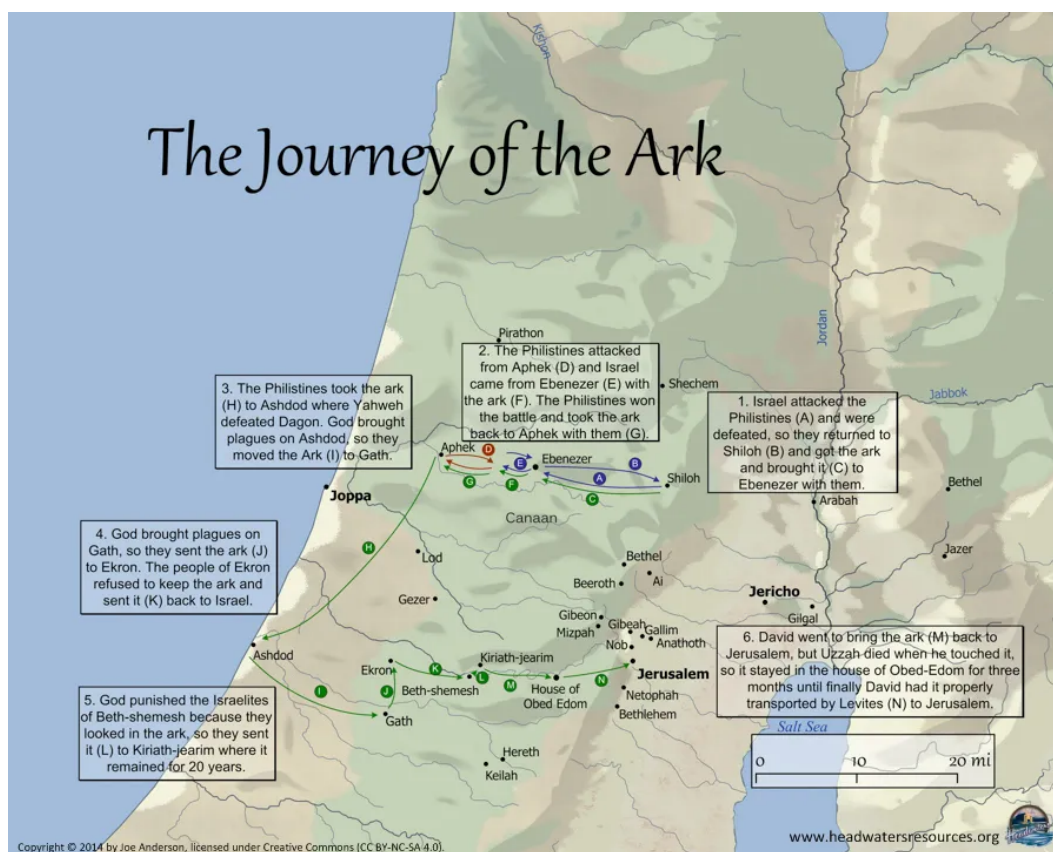 Kishon
The Journey of the Ark
Jordan
Jabbok
Pirathon
2. The Philistines attacked
from Aphek (D) and Israel
came from Ebenezer (E) with
the ark (F). The Philistines won
the battle and took the ark
back to Aphek with them (G).
Shechem
3. The Philistines took the ark
(H) to Ashdod where Yahweh
defeated Dagon. God brought
plagues on Ashdod, so they
moved the Ark (I) to Gath.
1. Israel attacked the
Philistines (A) and were
defeated, so they returned to
Shiloh (B) and got the ark
and brought it (C) to
Ebenezer with them.
Aphek
D
E
Ebenezer
B
A
G
F
C
Shiloh
Bethel
Arabah
Joppa
Canaan
4. God brought plagues on
Gath, so they sent the ark (J)
to Ekron. The people of Ekron
refused to keep the ark and
sent it (K) back to Israel.
H
Lod
Bethel
Jazer
Beeroth
Ai
Gezer
Jericho
Gilgal
Gibeon
Mizpah
Gibeah
Gallim
Nob
Anathoth
6. David went to bring the ark (M) back to
Jerusalem, but Uzzah died when he touched it,
so it stayed in the house of Obed-Edom for three
months until finally David had it properly
transported by Levites (N) to Jerusalem.
Ashdod
Ekron
K
Kiriath-jearim
L
M
N
Jerusalem
Beth-shemesh
House of
Obed Edom
I
J
Gath
Netophah
Bethlehem
5. God punished the Israelites
of Beth-shemesh because they
looked in the ark, so they sent
it (L) to Kiriath-jearim where it
remained for 20 years.
Salt Sea
Hereth
Keilah
0 10 20 mi
www.headwatersresources.org
Copyright © 2014 by Joe Anderson, licensed under Creative Commons (CC BY-NC-SA 4.0).